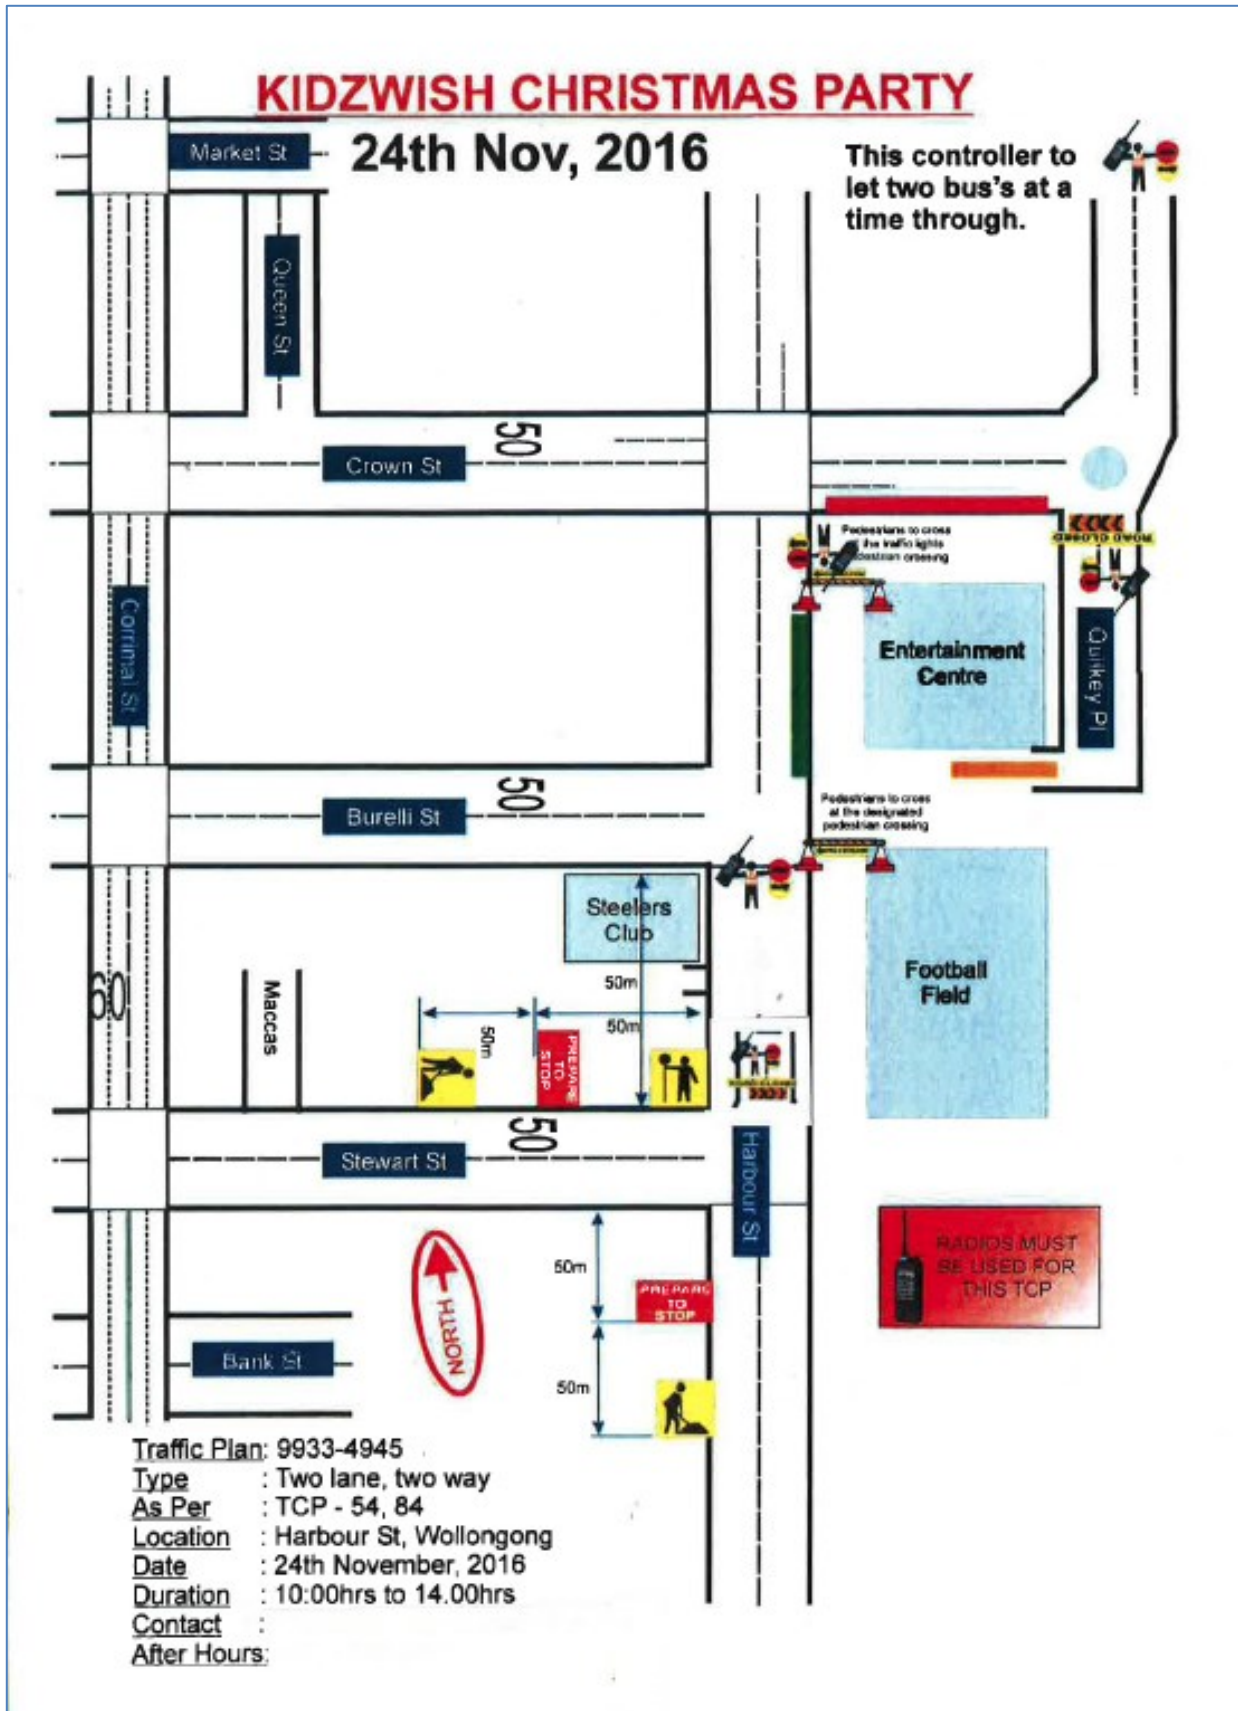 KIDZWISH CHRISTMAS PARTY
24th Nov, 2016
This controller to
let two bus's at a
time through.
Market St
Queen St
50
Crown St
Pedestrians to cross
the traffic lights
pedestrian crossing
ROAD CLOSED
Corrimal St
Entertainment
Centre
Quilkey Pl
50
Burelli St
Pedestrians to cross
at the designated
pedestrian crossing
Steelers
Club
50m
60
Maccas
50m
50m
PREPARE
TO
STOP
Football
Field
ROAD CLOSED
50
Stewart St
Harbour St
NORTH
50m
PREPARE
TO
STOP
50m
RADIOS MUST
BE USED FOR
THIS TCP
Bank St
Traffic Plan: 9933-4945
Type : Two lane, two way
As Per : TCP - 54, 84
Location : Harbour St, Wollongong
Date : 24th November, 2016
Duration : 10:00hrs to 14.00hrs
Contact :
After Hours: